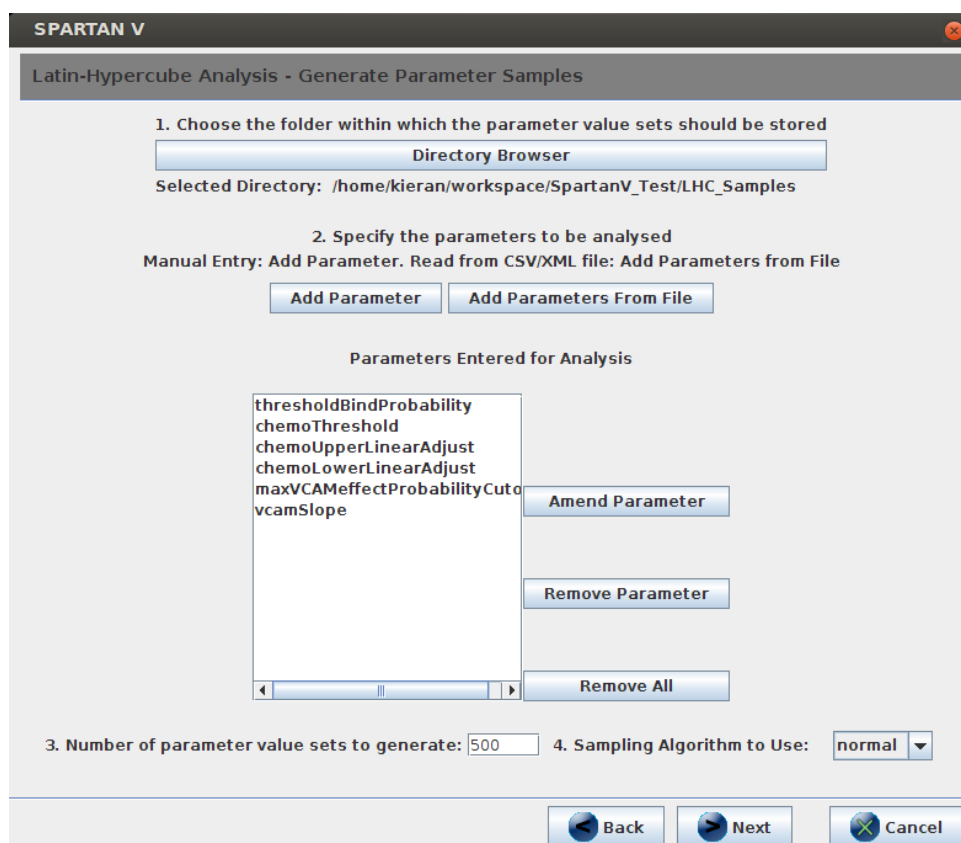 SPARTAN V
Latin-Hypercube Analysis - Generate Parameter Samples
1. Choose the folder within which the parameter value sets should be stored
Directory Browser
Selected Directory: /home/kieran/workspace/SpartanV_Test/LHC_Samples
2. Specify the parameters to be analysed
Manual Entry: Add Parameter. Read from CSV/XML file: Add Parameters from File
Add Parameter Add Parameters From File
Parameters Entered for Analysis
thresholdBindProbability
chemoThreshold
chemoUpperLinearAdjust
chemoLowerLinearAdjust
maxVCAMeffectProbabilityCuto
vcamSlope
Amend Parameter
Remove Parameter
Remove All
3. Number of parameter value sets to generate: 500 4. Sampling Algorithm to Use: normal
Back Next Cancel